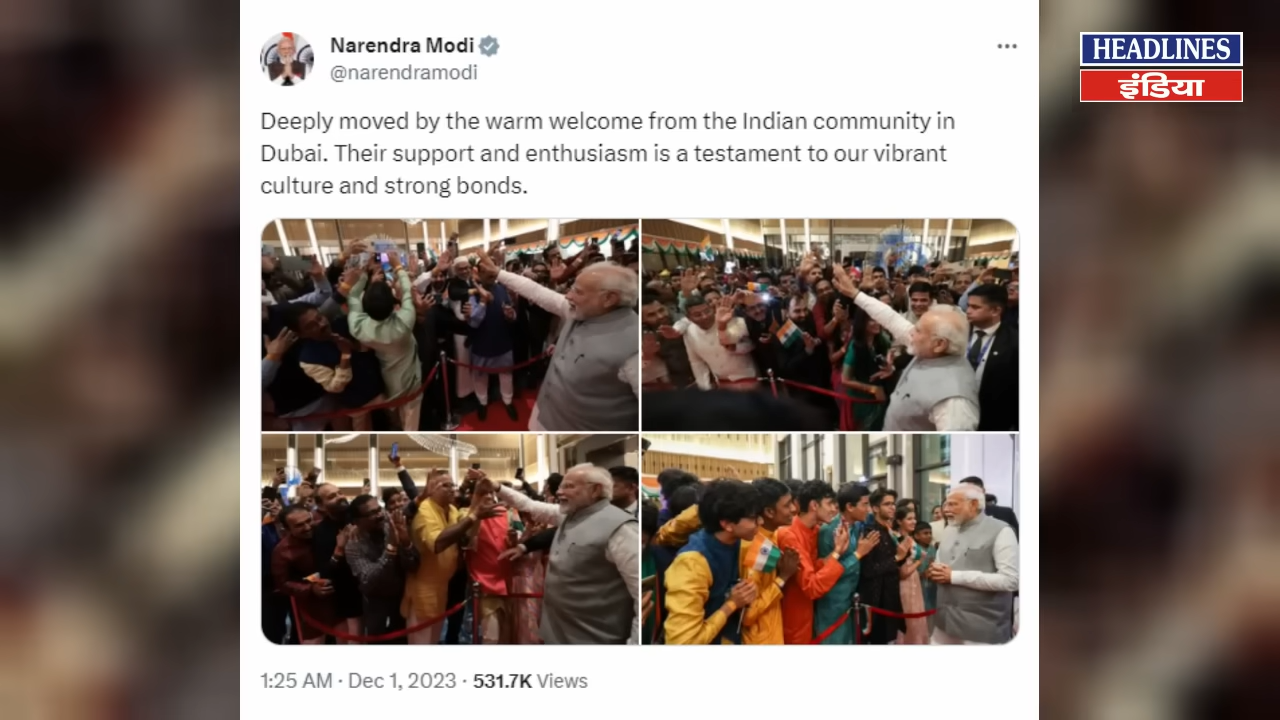 Narendra Modi
@narendramodi
HEADLINES
इंडिया
Deeply moved by the warm welcome from the Indian community in
Dubai. Their support and enthusiasm is a testament to our vibrant
culture and strong bonds.
1:25 AM · Dec 1, 2023 · 531.7K Views